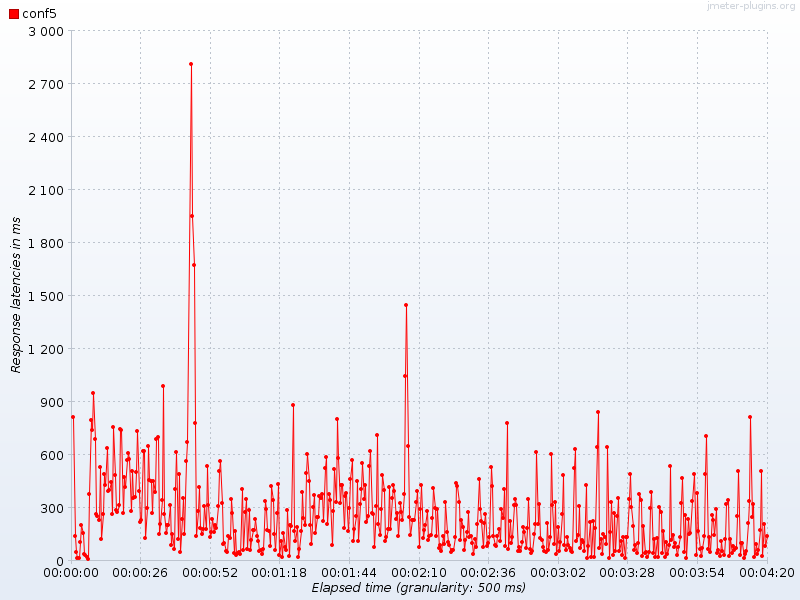 jmeter-plugins.org
conf5
3 000
2 700
2 400
2 100
1 800
1 500
1 200
900
600
300
0
Response latencies in ms
00:00:00 00:00:26 00:00:52 00:01:18 00:01:44 00:02:10 00:02:36 00:03:02 00:03:28 00:03:54 00:04:20
Elapsed time (granularity: 500 ms)